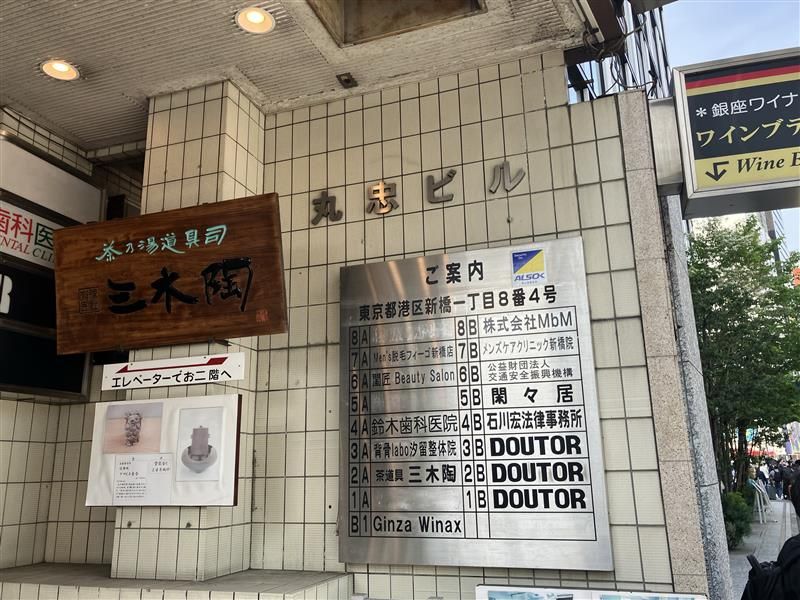 歯科医
DENTAL CLI
茶乃湯道具司
三木陶
エレベーターでお二階へ
丸忠ビル
＊銀座ワイナ
ワインブテ
Wine B
ご案内
ALSOK
東京都港区新橋一丁目8番4号
8A
8B 株式会社MbM
7A Men's脱毛フィーゴ新橋店
7B メンズケアクリニック新橋院
6A 闔匠 Beauty Salon
6B 公益財団法人
交通安全振興機構
5A
5B 閑々居
4A 鈴木歯科医院
4B 石川宏法律事務所
3A 背骨labo汐留整体院
3B DOUTOR
2A 茶道具 三木陶
2B DOUTOR
1A
1B DOUTOR
B1 Ginza Winax